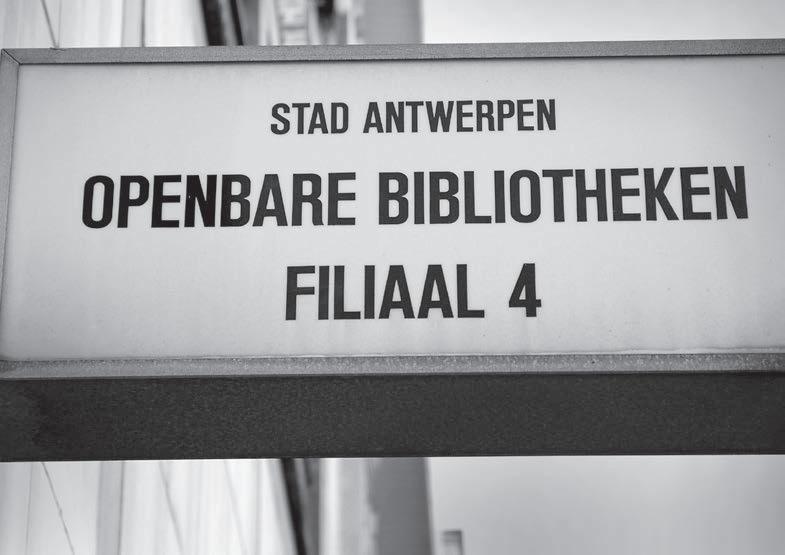 STAD ANTWERPEN
OPENBARE BIBLIOTHEKEN
FILIAAL 4